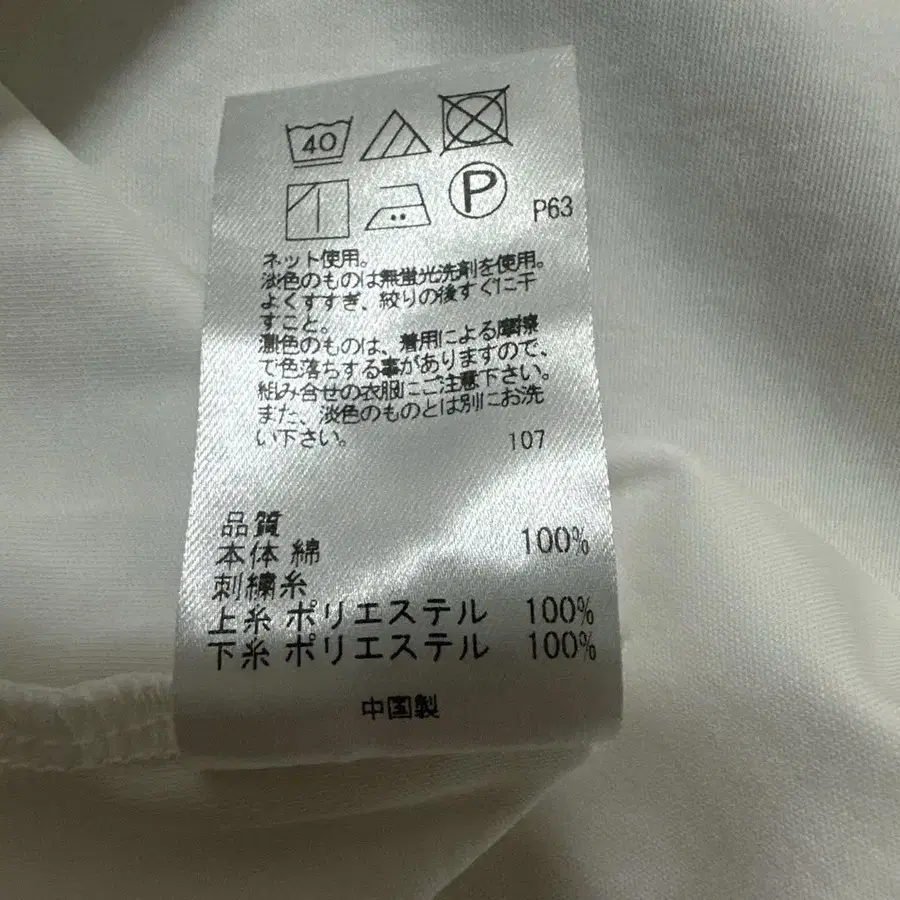 40
P
P63
ネット使用。
淡色のものは無蛍光洗剤を使用。
よくすすぎ、絞りの後すぐに干
すこと。
濃色のものは、着用による摩擦
で色落ちする事がありますので、
組み合せの衣服にご注意下さい。
また、淡色のものとは別にお洗
い下さい。
107
品質
本体 綿 100%
刺繍糸
上糸 ポリエステル 100%
下糸 ポリエステル 100%
中国製